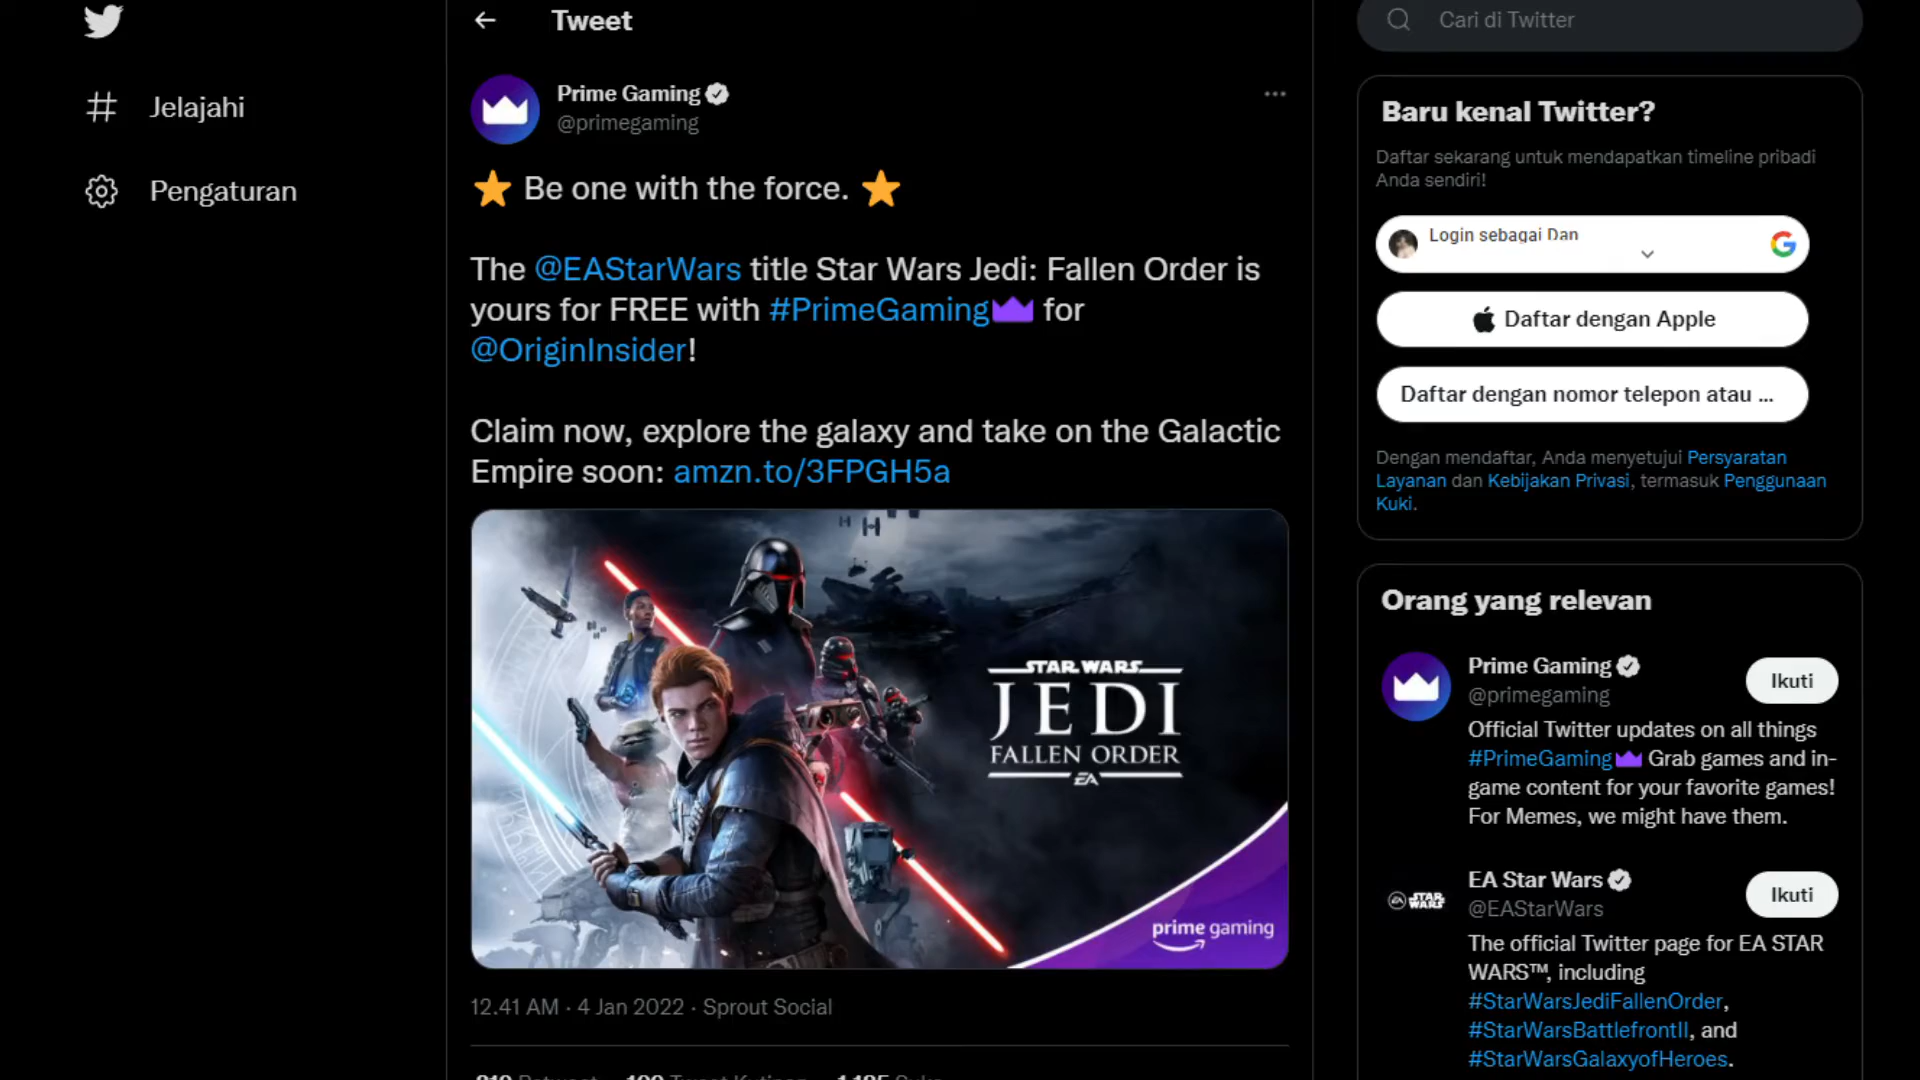 Tweet
Cari di Twitter
Jelajahi
Pengaturan
Prime Gaming
@primegaming
Be one with the force.
The @EAStarWars title Star Wars Jedi: Fallen Order is
yours for FREE with #PrimeGaming for
@OriginInsider!
Claim now, explore the galaxy and take on the Galactic
Empire soon: amzn.to/3FPGH5a
STAR WARS
JEDI
FALLEN ORDER
EA
prime gaming
12.41 AM · 4 Jan 2022 · Sprout Social
Baru kenal Twitter?
Daftar sekarang untuk mendapatkan timeline pribadi
Anda sendiri!
Login sebagai Dan
Daftar dengan Apple
Daftar dengan nomor telepon atau ...
Dengan mendaftar, Anda menyetujui Persyaratan
Layanan dan Kebijakan Privasi, termasuk Penggunaan
Kuki.
Orang yang relevan
Prime Gaming
@primegaming
Ikuti
Official Twitter updates on all things
#PrimeGaming Grab games and in-
game content for your favorite games!
For Memes, we might have them.
EA STAR WARS
EA Star Wars
@EAStarWars
Ikuti
The official Twitter page for EA STAR
WARS™, including
#StarWarsJediFallenOrder,
#StarWarsBattlefrontII, and
#StarWarsGalaxyofHeroes.